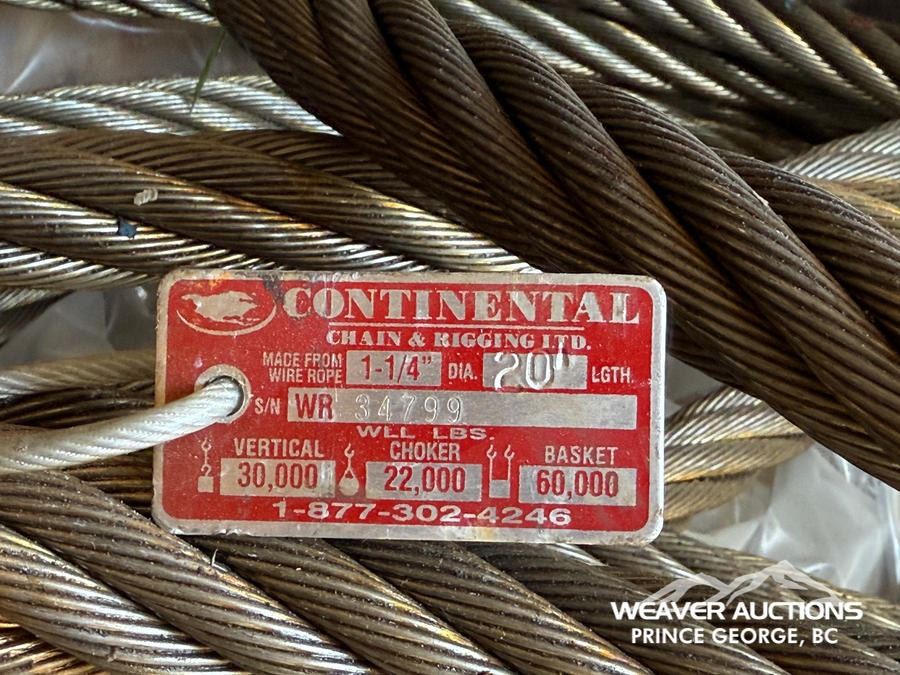 CONTINENTAL
CHAIN & RIGGING LTD.
MADE FROM WIRE ROPE 1-1/4" DIA. 20' LGTH.
S/N WR 34799
WLL LBS.
VERTICAL CHOKER BASKET
30,000 22,000 60,000
1-877-302-4246
WEAVER AUCTIONS
PRINCE GEORGE, BC